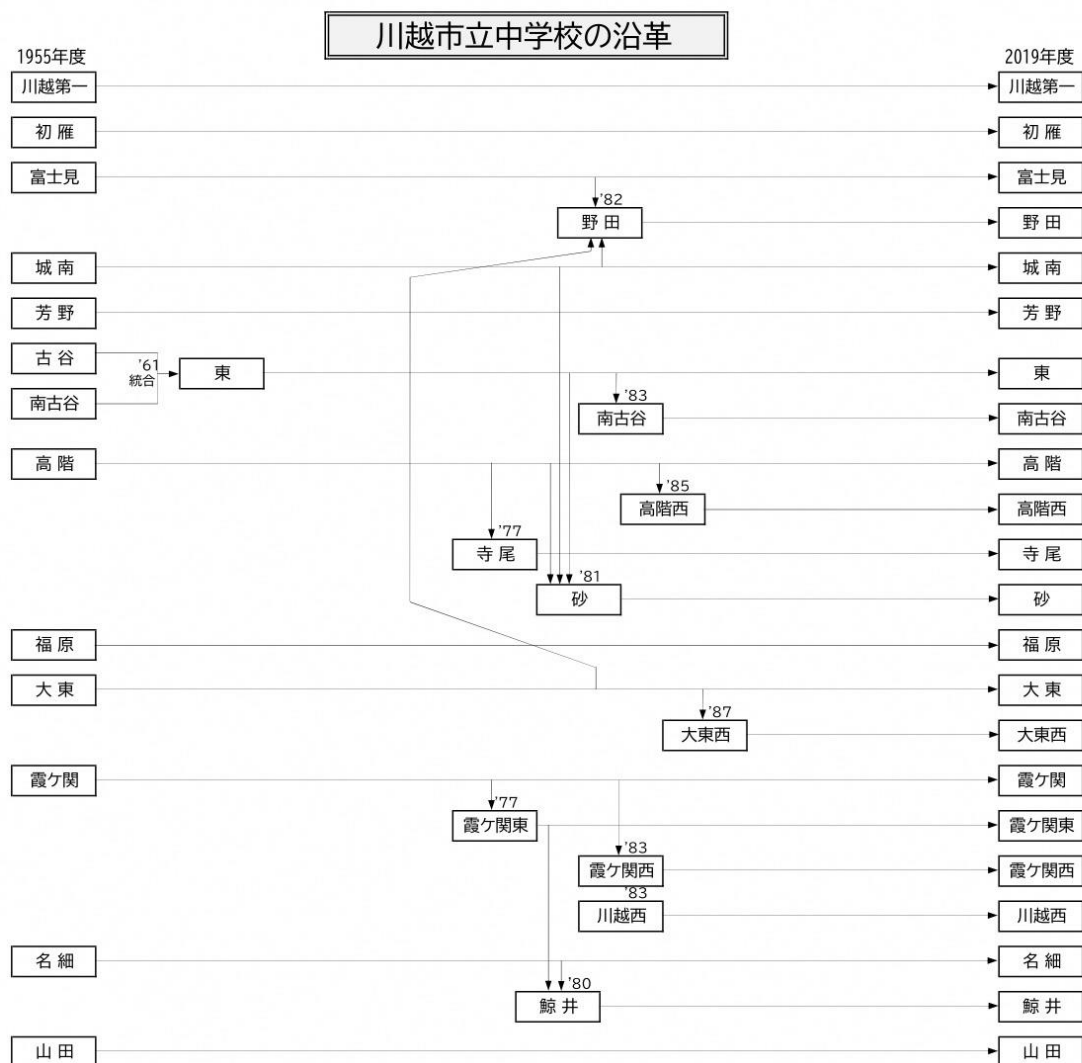 川越市立中学校の沿革
1955年度
2019年度
川越第一
川越第一
初雁
初雁
富士見
富士見
'82
野田
野田
城南
城南
芳野
芳野
古谷
'61
統合
東
東
南古谷
'83
南古谷
南古谷
高階
高階
'85
高階西
高階西
'77
寺尾
寺尾
'81
砂
砂
福原
福原
大東
大東
'87
大東西
大東西
霞ケ関
霞ケ関
'77
霞ケ関東
霞ケ関東
'83
霞ケ関西
霞ケ関西
'83
川越西
川越西
名細
名細
'80
鯨井
鯨井
山田
山田